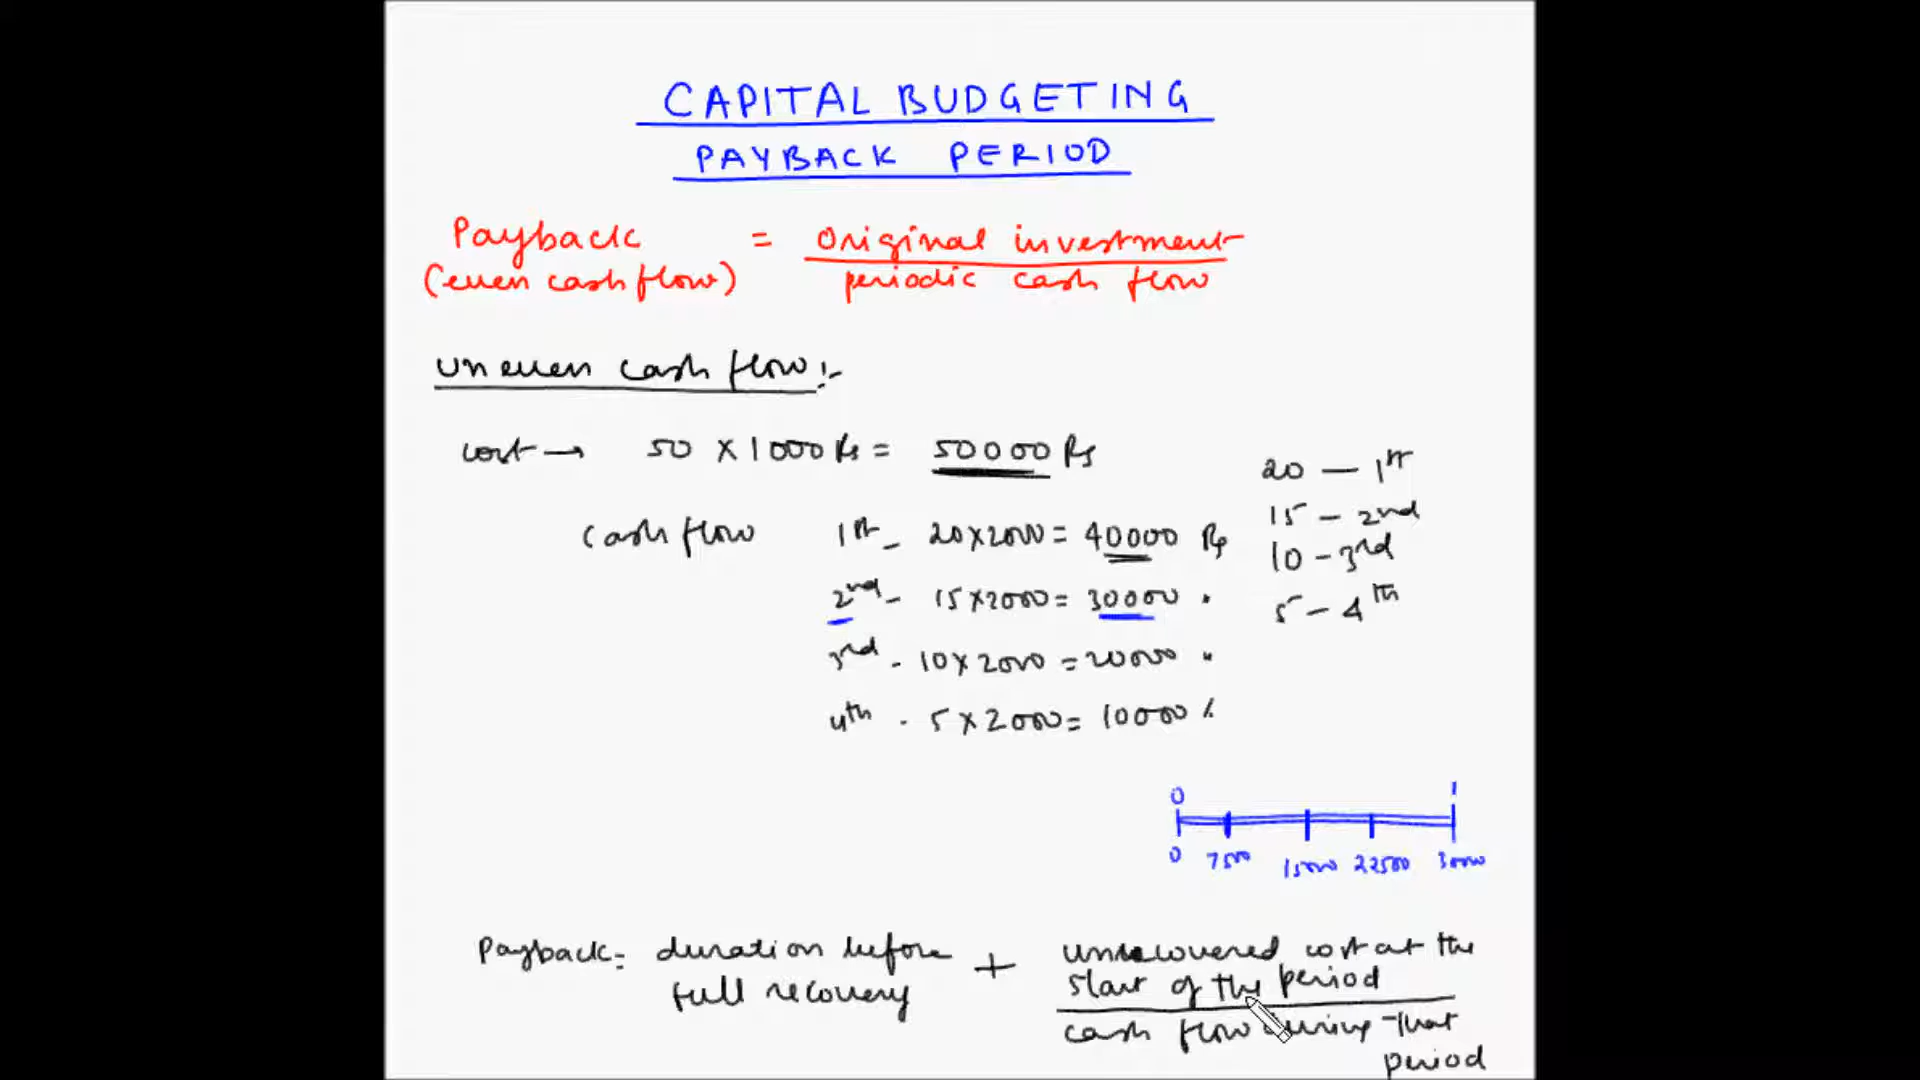 CAPITAL BUDGETING
PAYBACK PERIOD
Payback = original investment
(even cash flow) periodic cash flow
uneven cash flow :-
cost → 50 X 1000 Rs = 50000 Rs
20 — 1st
15 - 2nd
10 - 3rd
5 - 4th
cash flow 1st - 20x2000 = 40000 Rs
2nd - 15x2000 = 30000 "
3rd - 10x2000 = 20000 "
4th - 5x2000 = 10000 "
0 1
0 7500 15000 22500 30000
Payback = duration before + unrecovered cost at the
full recovery start of the period
cash flow during that
period